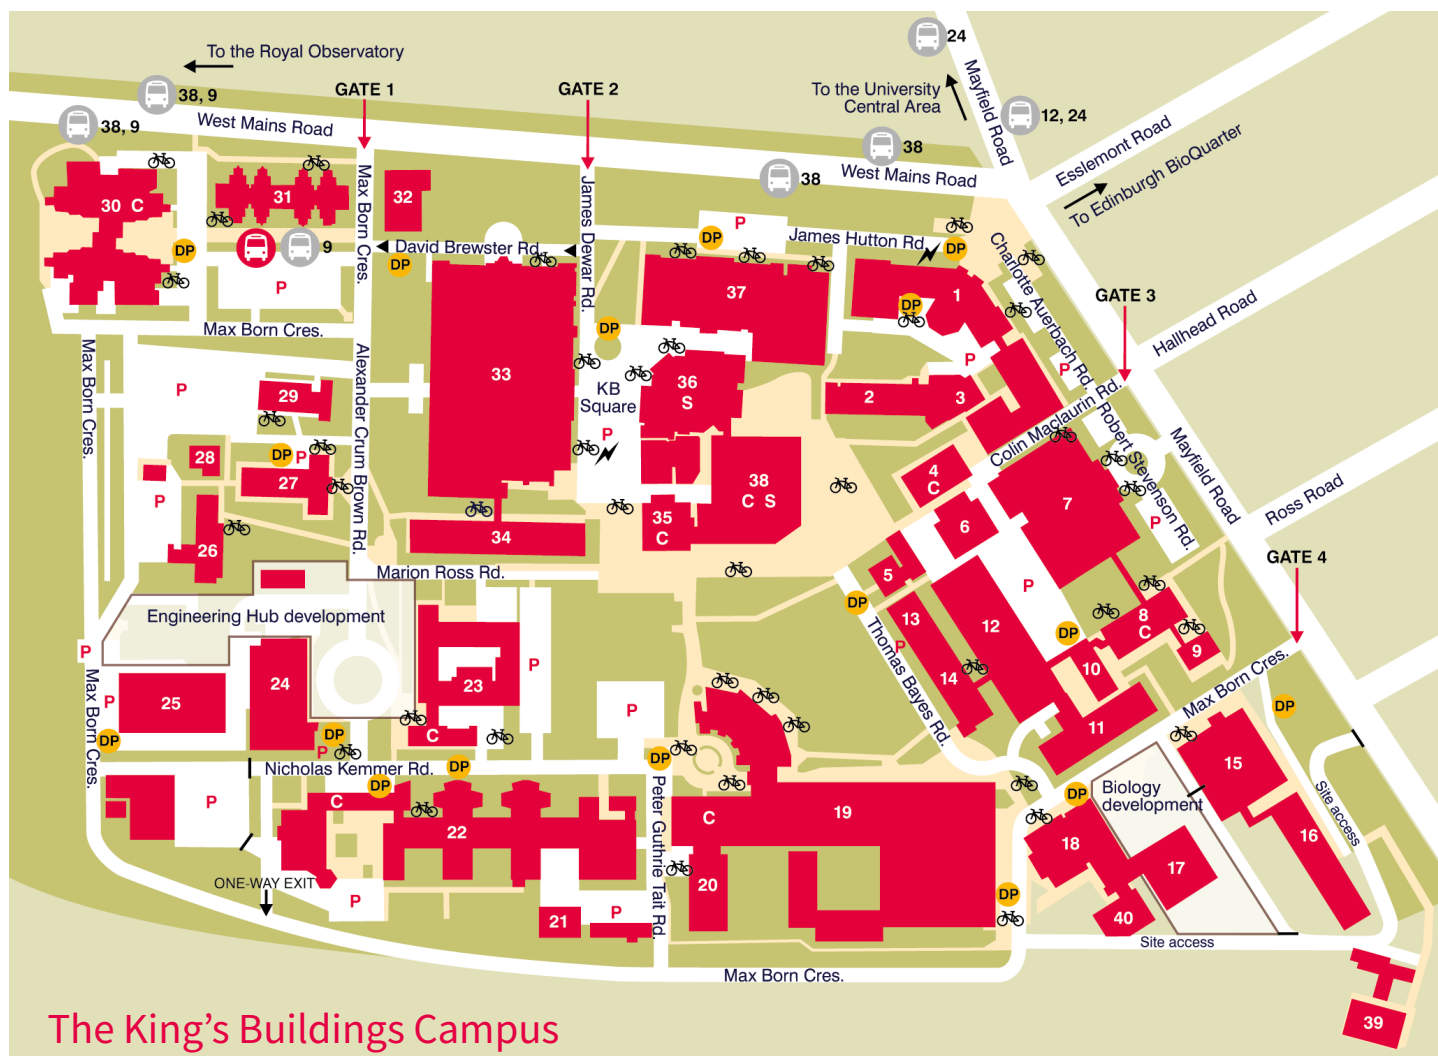 24
To the Royal Observatory
GATE 1
GATE 2
To the University
Central Area
Mayfield Road
38, 9
38, 9
12, 24
West Mains Road
38
38
West Mains Road
Esslemont Road
To Edinburgh BioQuarter
30 C
31
32
Max Born Cres.
James Dewar Rd.
DP
9
David Brewster Rd.
DP
P
DP
P
James Hutton Rd.
DP
Charlotte Auerbach Rd.
GATE 3
Hallhead Road
37
1
DP
Max Born Cres.
DP
P
P
Max Born Cres.
Alexander Crum Brown Rd.
33
KB
Square
P
36
S
2
3
Colin Maclaurin Rd.
P
29
28
DP
P
27
P
26
34
35
C
38
C S
4
C
6
7
Robert Stevenson Rd.
P
Mayfield Road
Ross Road
GATE 4
Marion Ross Rd.
Engineering Hub development
5
DP
13
P
14
12
P
DP
8
C
9
10
11
Thomas Bayes Rd.
Max Born Cres.
DP
P
Max Born Cres.
P
25
24
23
P
C
P
DP
DP
P
Nicholas Kemmer Rd.
DP
DP
DP
P
C
22
Peter Guthrie Tait Rd.
C
19
20
DP
Biology
development
15
16
Site access
18
17
40
DP
ONE-WAY EXIT
P
21
P
Site access
Max Born Cres.
39
The King's Buildings Campus